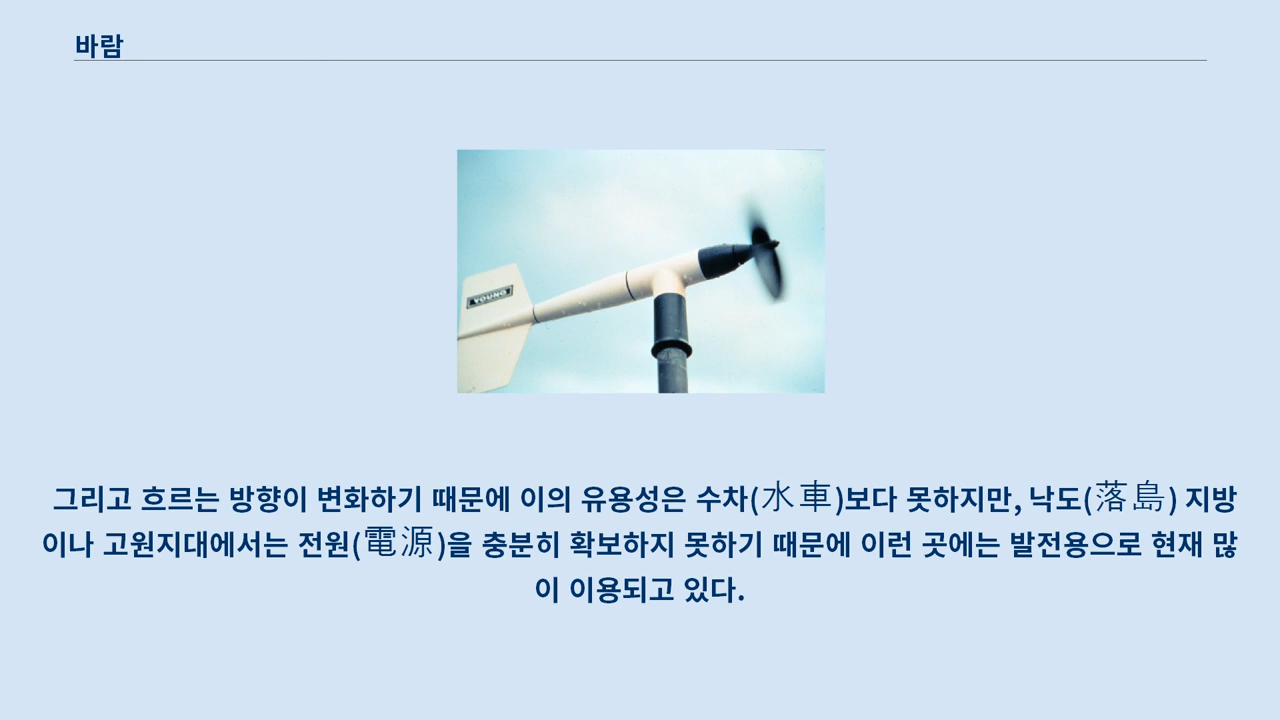 바람
YOUNG
그리고 흐르는 방향이 변화하기 때문에 이의 유용성은 수차(水車)보다 못하지만, 낙도(落島) 지방
이나 고원지대에서는 전원(電源)을 충분히 확보하지 못하기 때문에 이런 곳에는 발전용으로 현재 많
이 이용되고 있다.